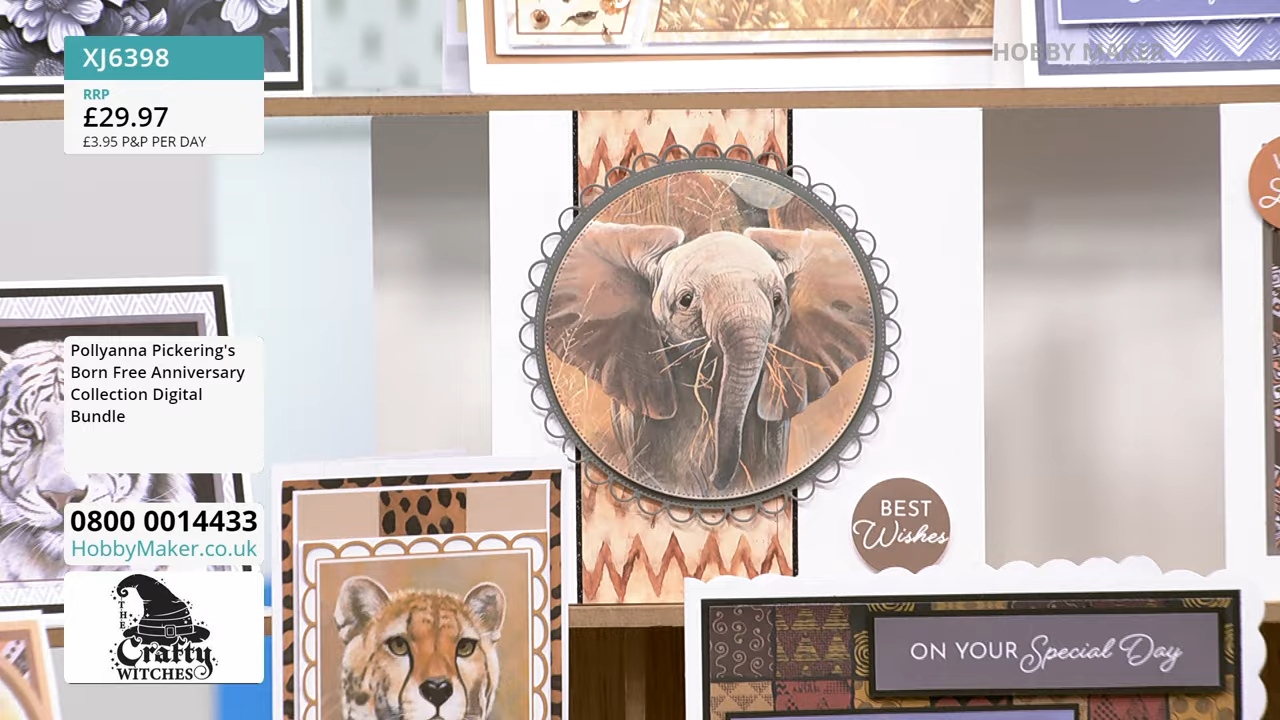 XJ6398
RRP
£29.97
£3.95 P&P PER DAY
HOBBY MAKER
Pollyanna Pickering's
Born Free Anniversary
Collection Digital
Bundle
0800 0014433
HobbyMaker.co.uk
THE
Crafty
WITCHES
BEST
Wishes
ON YOUR Special Day